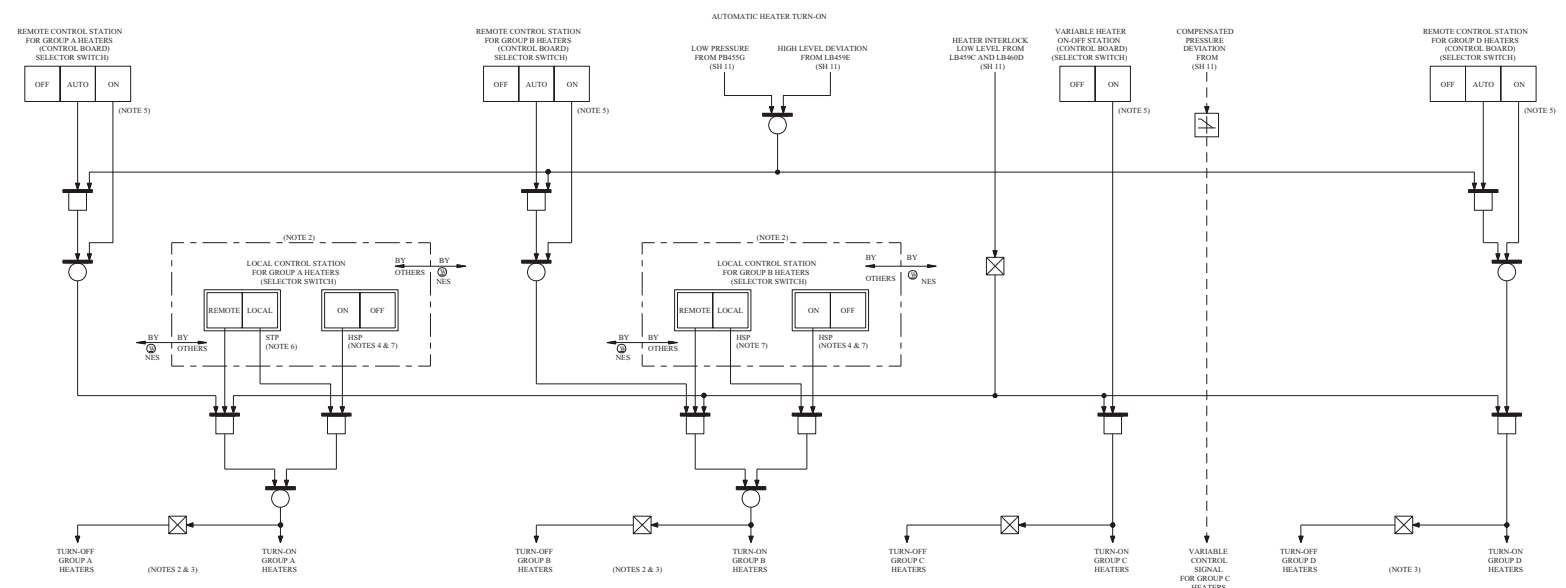 AUTOMATIC HEATER TURN-ON
REMOTE CONTROL STATION
FOR GROUP A HEATERS
(CONTROL BOARD)
SELECTOR SWITCH)
OFF AUTO ON
(NOTE 5)
REMOTE CONTROL STATION
FOR GROUP B HEATERS
(CONTROL BOARD)
SELECTOR SWITCH)
OFF AUTO ON
(NOTE 5)
LOW PRESSURE
FROM PB455G
(SH 11)
HIGH LEVEL DEVIATION
FROM LB459E
(SH 11)
HEATER INTERLOCK
LOW LEVEL FROM
LB459C AND LB460D
(SH 11)
VARIABLE HEATER
ON-OFF STATION
(CONTROL BOARD)
(SELECTOR SWITCH)
OFF ON
(NOTE 5)
COMPENSATED
PRESSURE
DEVIATION
FROM
(SH 11)
REMOTE CONTROL STATION
FOR GROUP D HEATERS
(CONTROL BOARD)
(SELECTOR SWITCH)
OFF AUTO ON
(NOTE 5)
(NOTE 2)
LOCAL CONTROL STATION
FOR GROUP A HEATERS
(SELECTOR SWITCH)
BY BY
OTHERS
NES
REMOTE LOCAL
ON OFF
STP
(NOTE 6)
HSP
(NOTES 4 & 7)
BY BY
OTHERS
NES
(NOTE 2)
LOCAL CONTROL STATION
FOR GROUP B HEATERS
(SELECTOR SWITCH)
BY BY
OTHERS
NES
REMOTE LOCAL
ON OFF
HSP
(NOTE 7)
HSP
(NOTES 4 & 7)
BY BY
OTHERS
NES
TURN-OFF
GROUP A
HEATERS
(NOTES 2 & 3)
TURN-ON
GROUP A
HEATERS
TURN-OFF
GROUP B
HEATERS
(NOTES 2 & 3)
TURN-ON
GROUP B
HEATERS
TURN-OFF
GROUP C
HEATERS
TURN-ON
GROUP C
HEATERS
VARIABLE
CONTROL
SIGNAL
FOR GROUP C
HEATERS
TURN-OFF
GROUP D
HEATERS
(NOTE 3)
TURN-ON
GROUP D
HEATERS